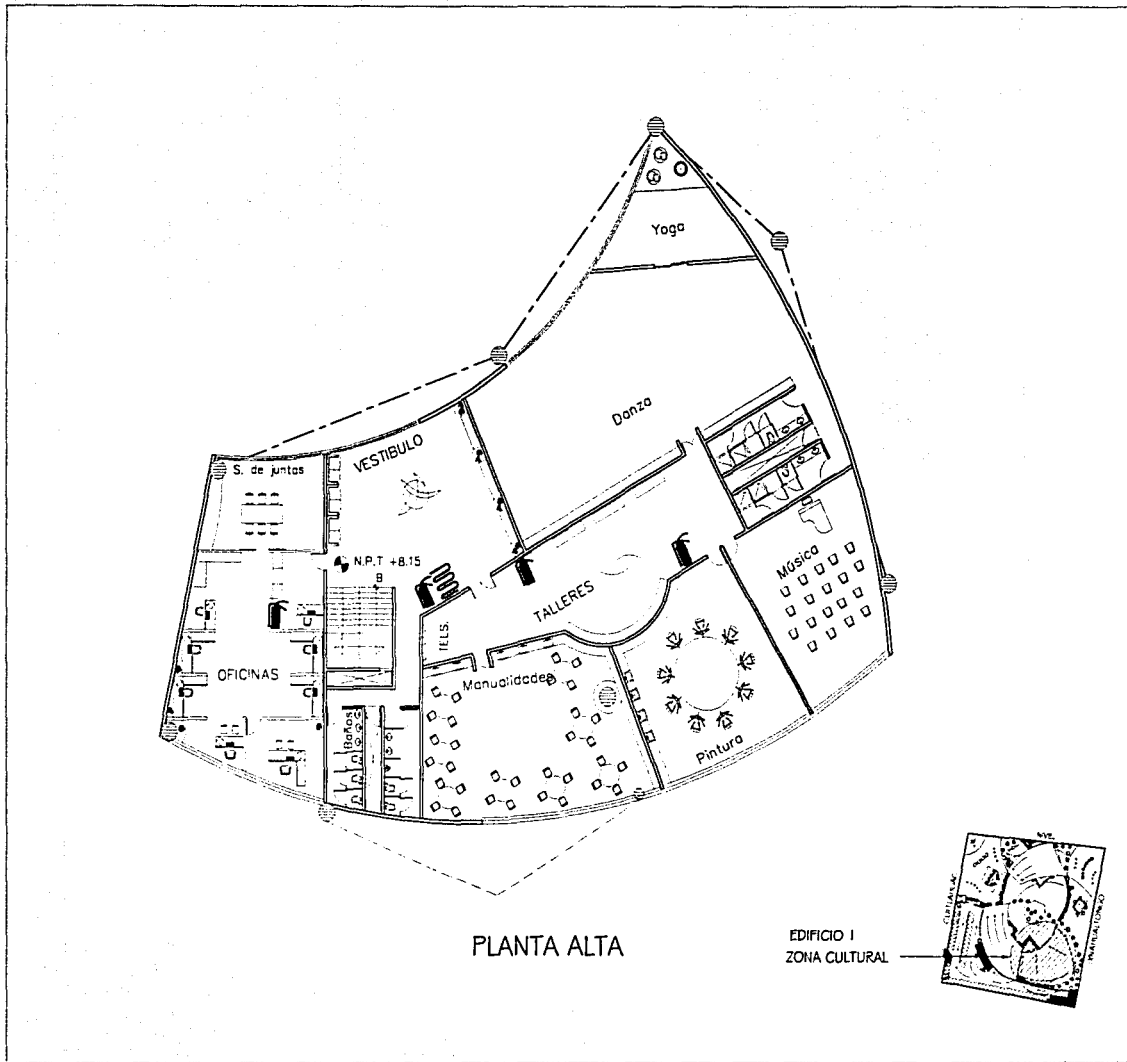 Yoga
Danza
VESTIBULO
S. de juntas
N.P.T +8.15
B
Música
TALLERES
TELS.
OFICINAS
Manualidades
Baños
Pintura
PLANTA ALTA
EDIFICIO I
ZONA CULTURAL